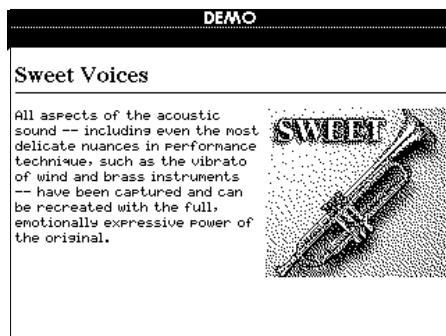 DEMO
Sweet Voices
All aspects of the acoustic
sound -- including even the most
delicate nuances in performance
technique, such as the vibrato
of wind and brass instruments
-- have been captured and can
be recreated with the full,
emotionally expressive power of
the original.
SWEET